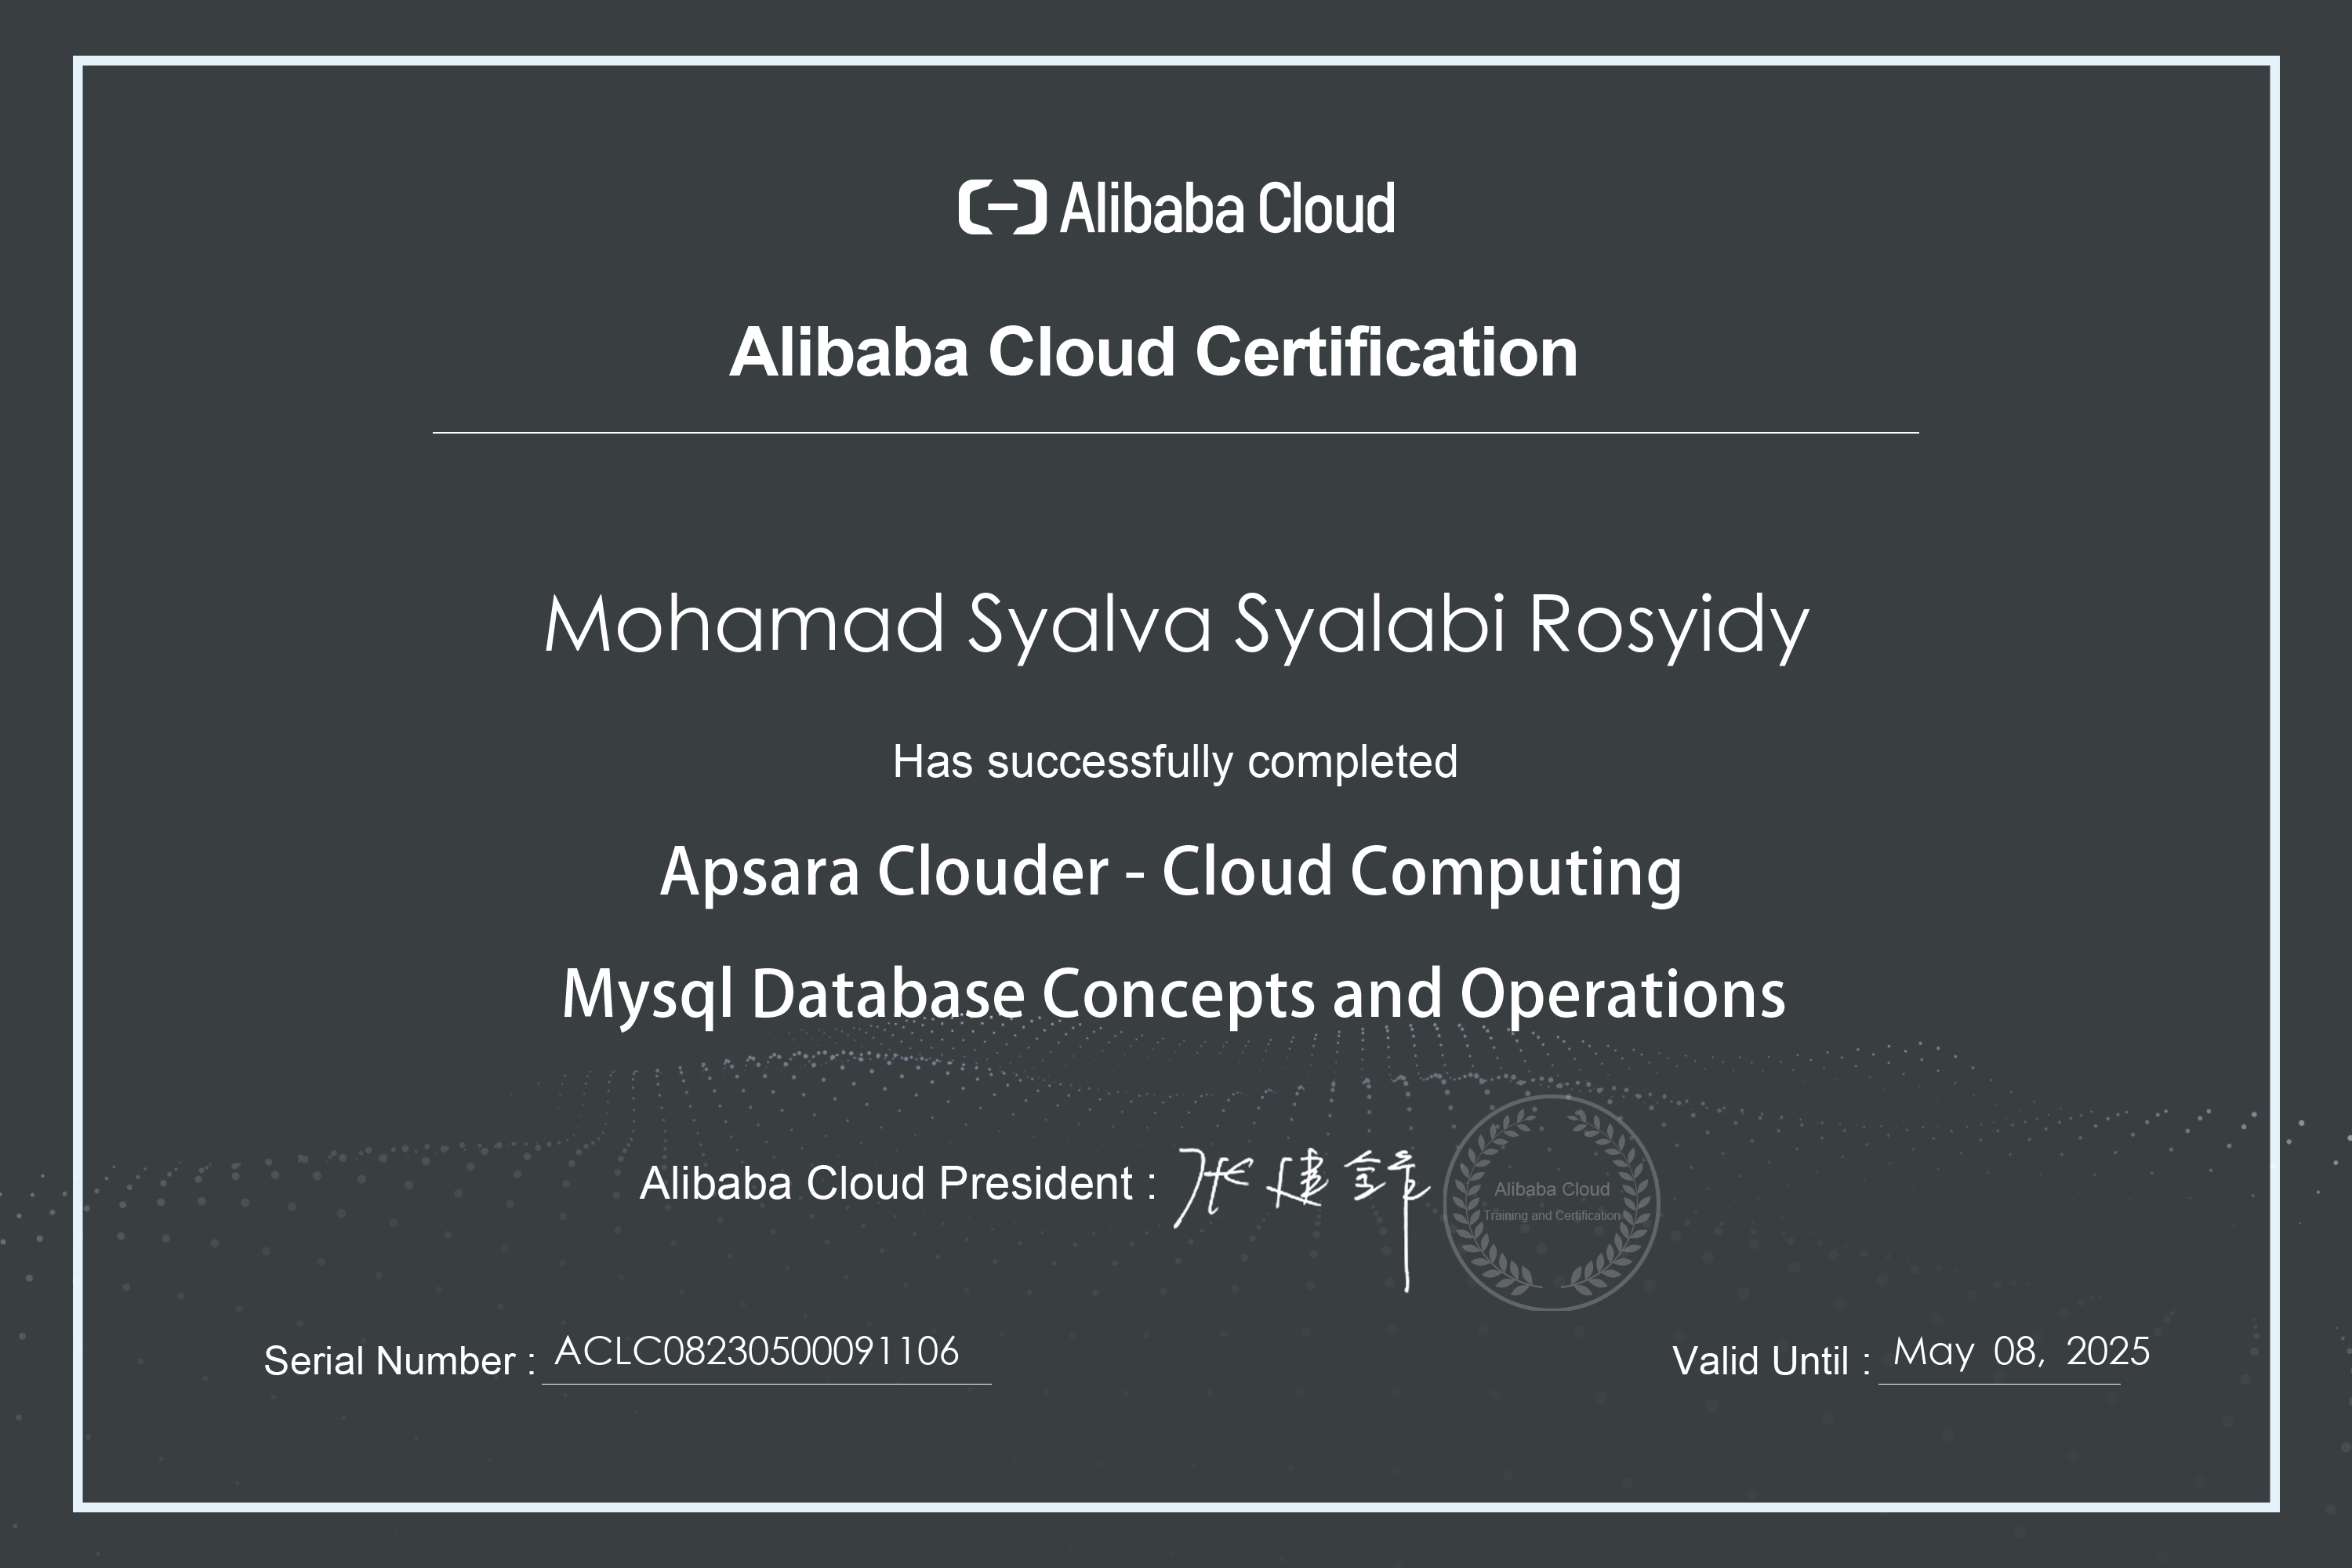 Alibaba Cloud
Alibaba Cloud Certification
Mohamad Syalva Syalabi Rosyidy
Has successfully completed
Apsara Clouder - Cloud Computing
Mysql Database Concepts and Operations
Alibaba Cloud President : 张建锋
Alibaba Cloud
Training and Certification
Serial Number : ACLC08230500091106
Valid Until : May 08, 2025